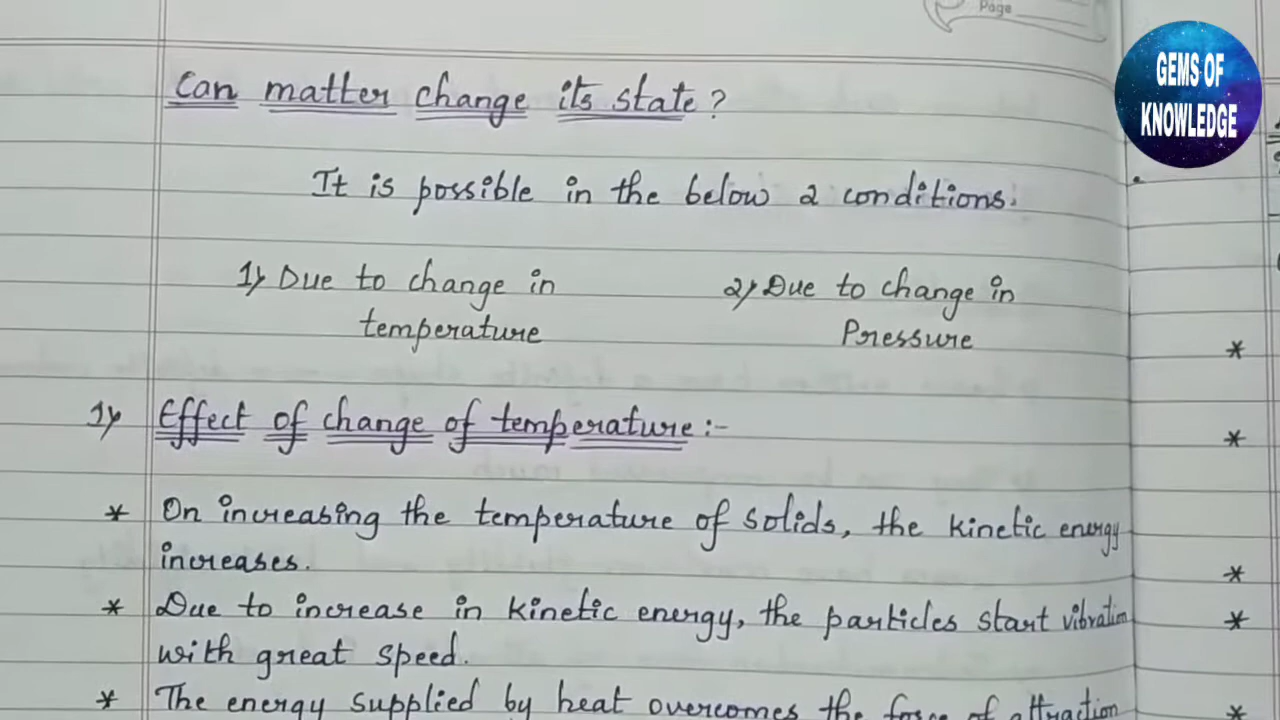 Page
GEMS OF
KNOWLEDGE
Can matter change its state?
It is possible in the below 2 conditions.
1) Due to change in
temperature
2) Due to change in
Pressure
1) Effect of change of temperature :-
* On increasing the temperature of solids, the kinetic energy
increases.
* Due to increase in kinetic energy, the particles start vibration
with great speed.
* The energy supplied by heat overcomes the force of attraction